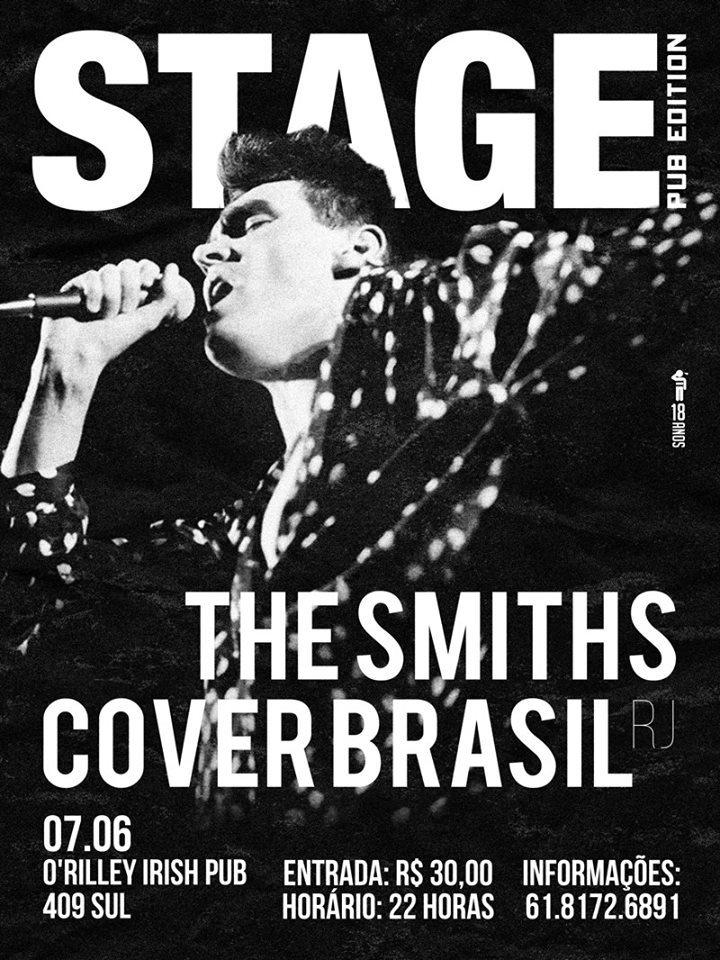 STAGE
PUB EDITION
18 ANOS
THE SMITHS
COVER BRASIL RJ
07.06
O'RILLEY IRISH PUB
409 SUL
ENTRADA: R$ 30,00
HORÁRIO: 22 HORAS
INFORMAÇÕES:
61.8172.6891